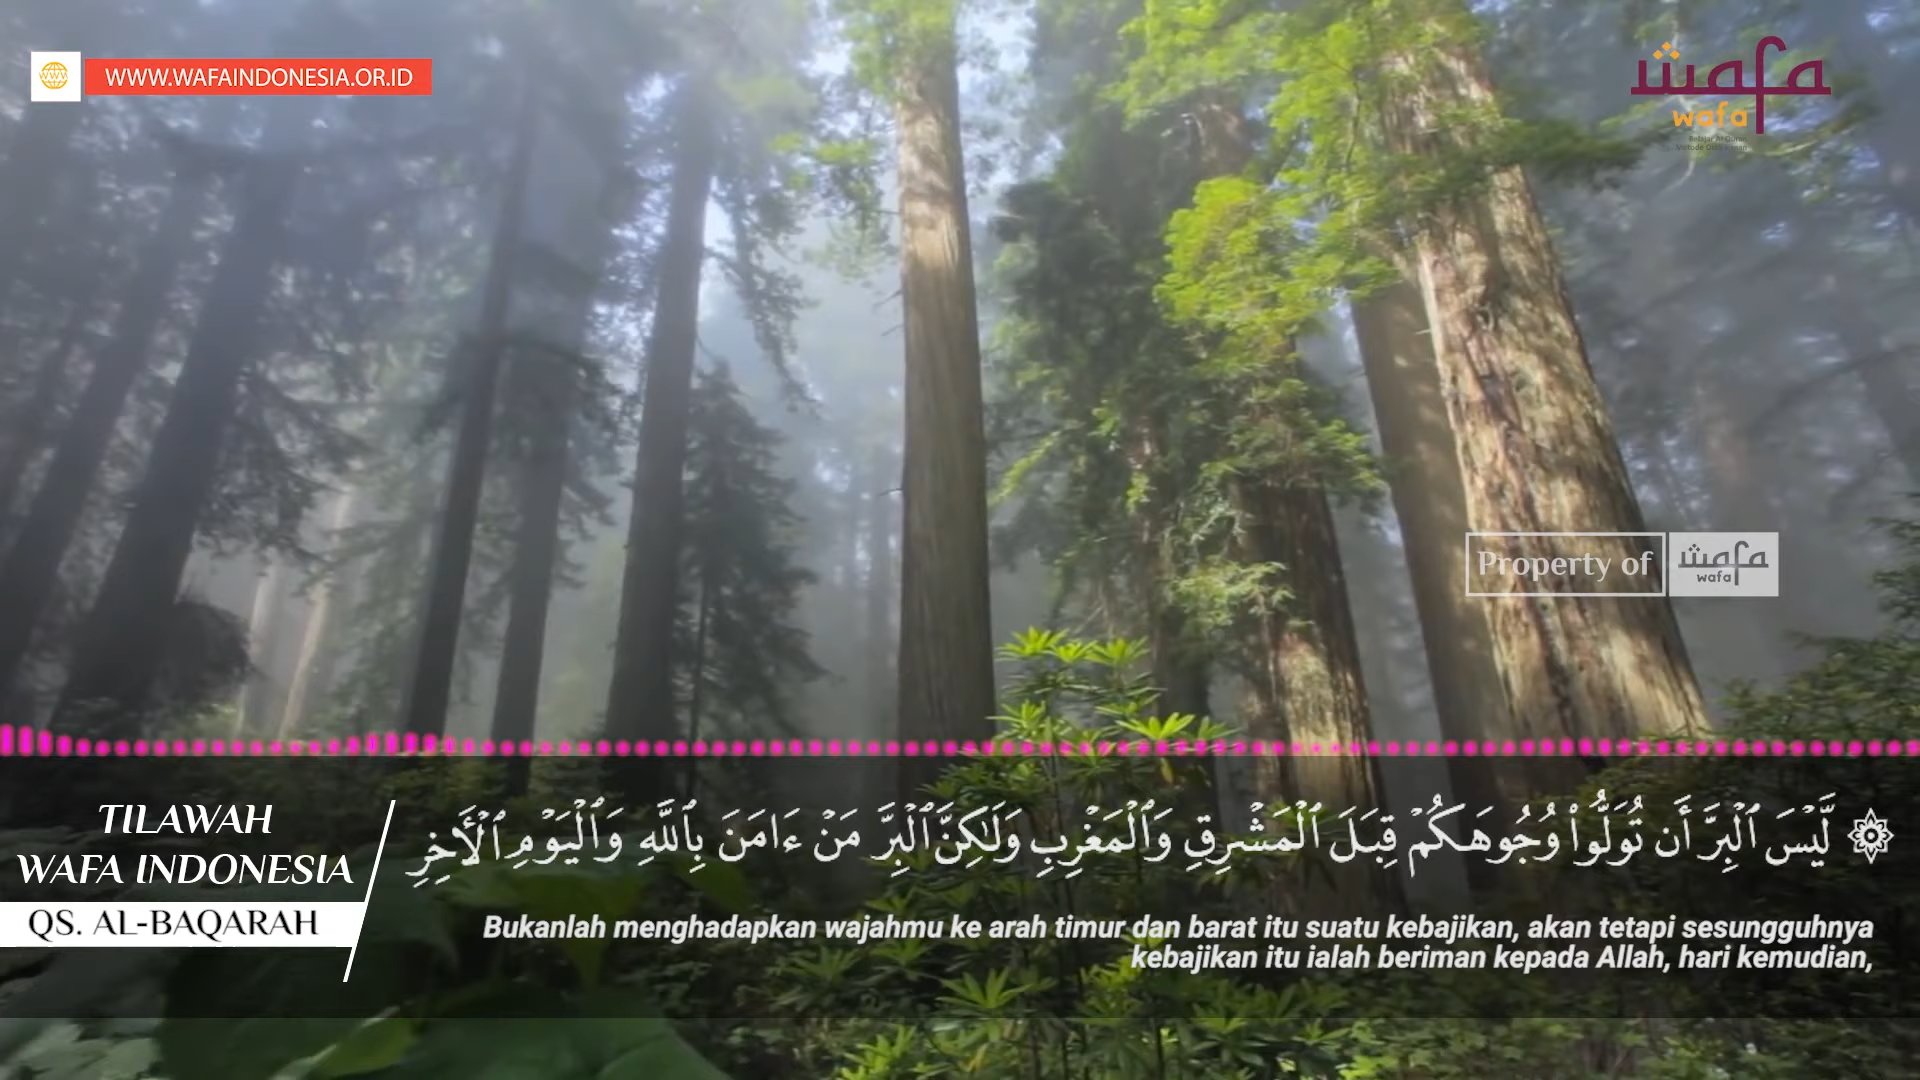 WWW.WAFAINDONESIA.OR.ID
wafa
wafa
Property of
wafa
wafa
TILAWAH
WAFA INDONESIA
QS. AL-BAQARAH
لَّيْسَ ٱلْبِرَّ أَن تُوَلُّوا۟ وُجُوهَكُمْ قِبَلَ ٱلْمَشْرِقِ وَٱلْمَغْرِبِ وَلَٰكِنَّ ٱلْبِرَّ مَنْ ءَامَنَ بِٱللَّهِ وَٱلْيَوْمِ ٱلْأَخِرِ
Bukanlah menghadapkan wajahmu ke arah timur dan barat itu suatu kebajikan, akan tetapi sesungguhnya
kebajikan itu ialah beriman kepada Allah, hari kemudian,